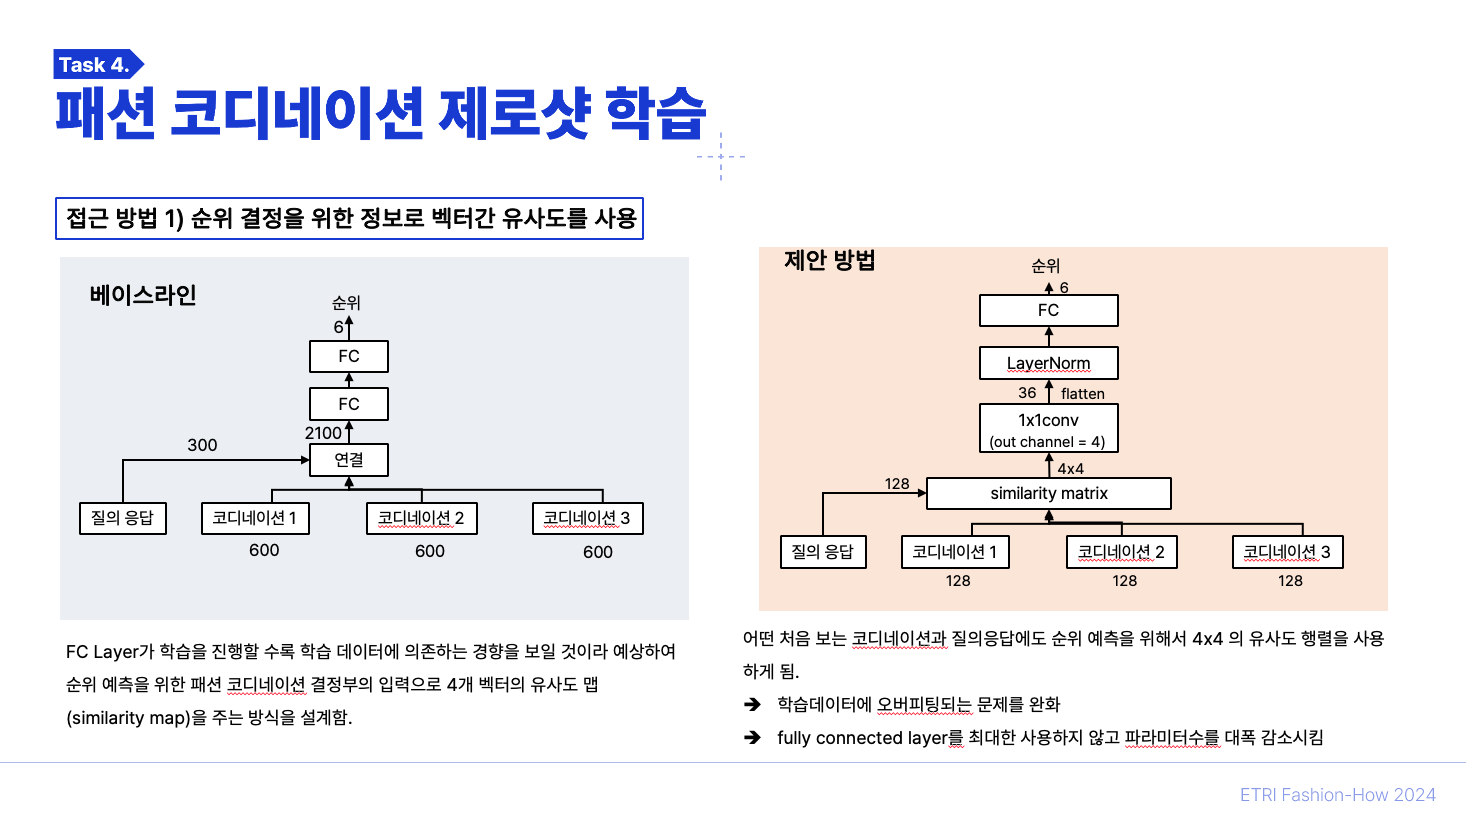 Task 4.
패션 코디네이션 제로샷 학습
접근 방법 1) 순위 결정을 위한 정보로 벡터간 유사도를 사용
베이스라인
순위
6
FC
FC
2100
연결
300
질의 응답
코디네이션 1
코디네이션 2
코디네이션 3
600
600
600
FC Layer가 학습을 진행할 수록 학습 데이터에 의존하는 경향을 보일 것이라 예상하여
순위 예측을 위한 패션 코디네이션 결정부의 입력으로 4개 벡터의 유사도 맵
(similarity map)을 주는 방식을 설계함.
제안 방법
순위
6
FC
LayerNorm
36
flatten
1x1conv
(out channel = 4)
4x4
128
similarity matrix
질의 응답
코디네이션 1
코디네이션 2
코디네이션 3
128
128
128
어떤 처음 보는 코디네이션과 질의응답에도 순위 예측을 위해서 4x4 의 유사도 행렬을 사용
하게 됨.
➔ 학습데이터에 오버피팅되는 문제를 완화
➔ fully connected layer를 최대한 사용하지 않고 파라미터수를 대폭 감소시킴
ETRI Fashion-How 2024